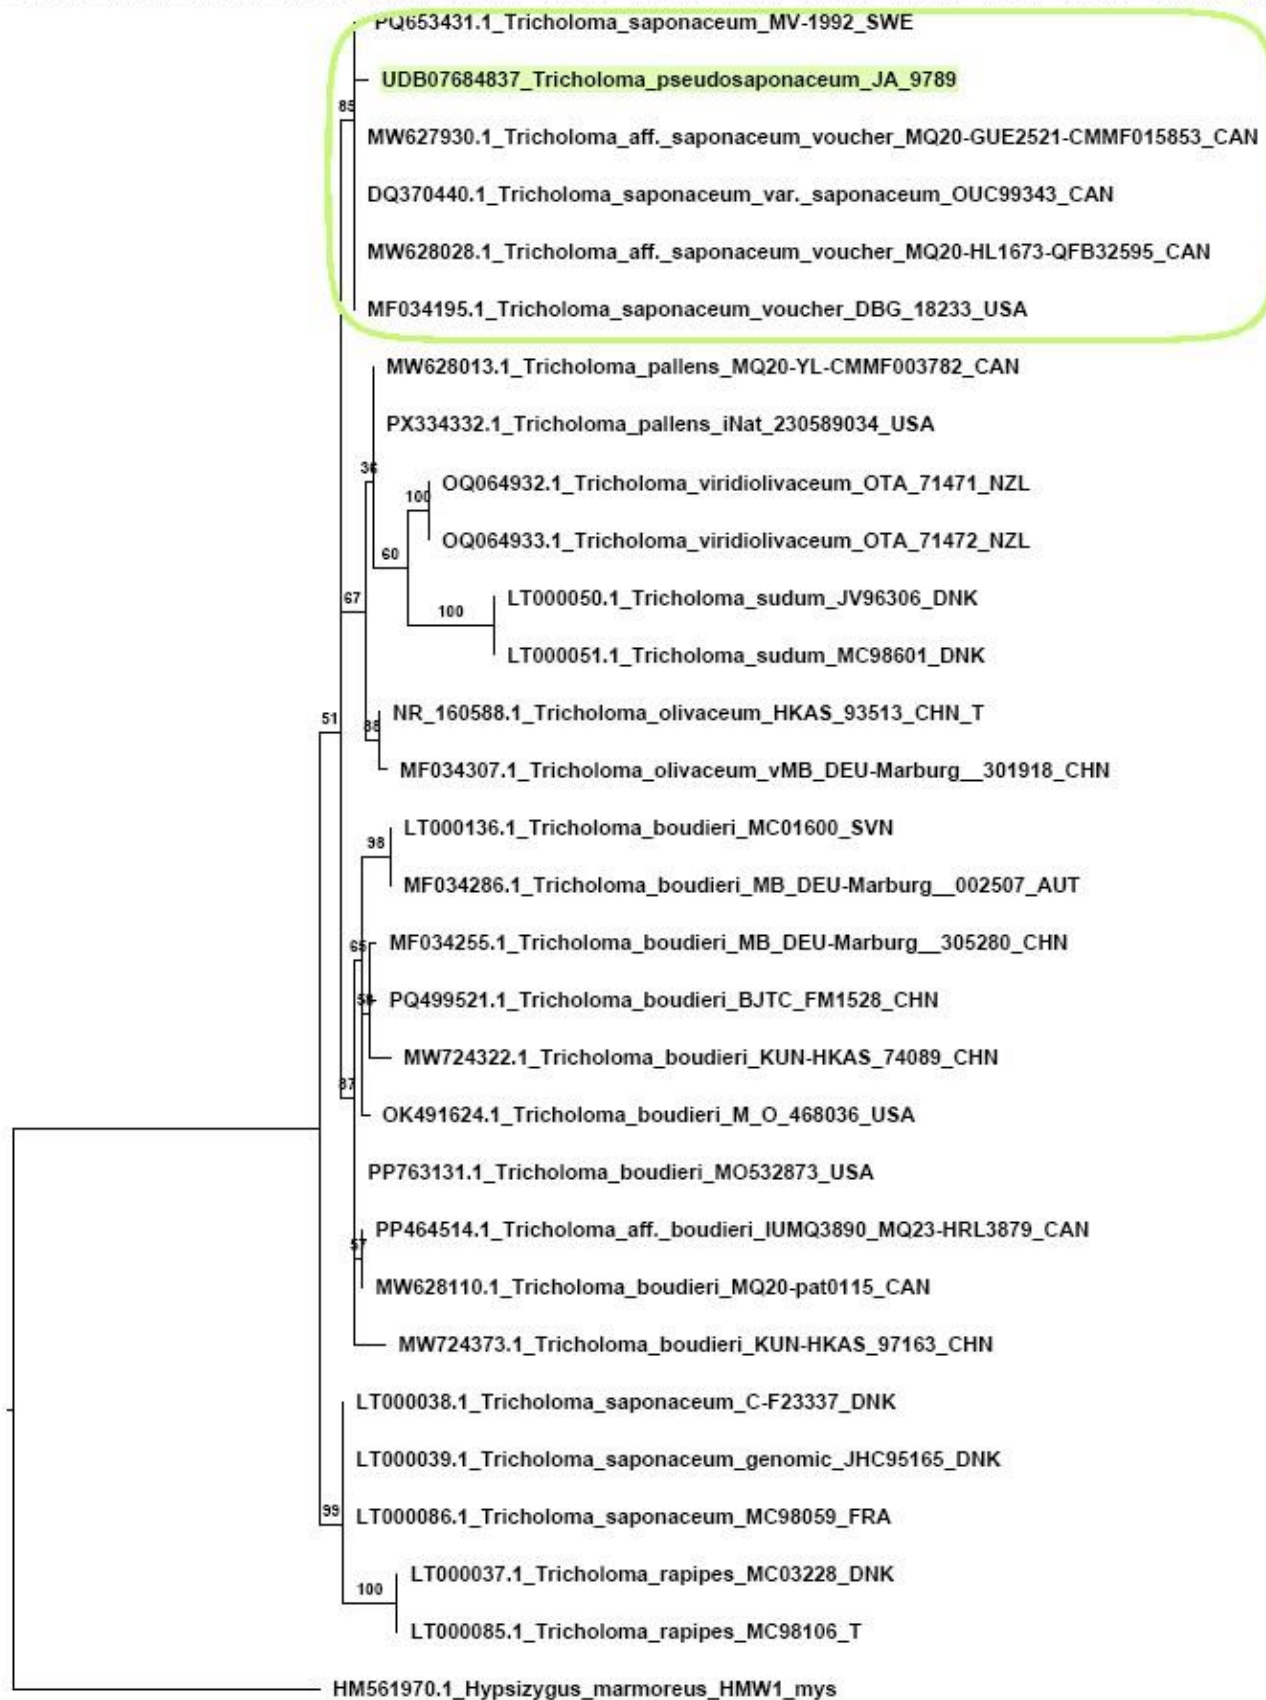 PQ653431.1_Tricholoma_saponaceum_MV-1992_SWE
UDB07684837_Tricholoma_pseudosaponaceum_JA_9789
85
MW627930.1_Tricholoma_aff._saponaceum_voucher_MQ20-GUE2521-CMMF015853_CAN
DQ370440.1_Tricholoma_saponaceum_var._saponaceum_OUC99343_CAN
MW628028.1_Tricholoma_aff._saponaceum_voucher_MQ20-HL1673-QFB32595_CAN
MF034195.1_Tricholoma_saponaceum_voucher_DBG_18233_USA
MW628013.1_Tricholoma_pallens_MQ20-YL-CMMF003782_CAN
PX334332.1_Tricholoma_pallens_iNat_230589034_USA
36
OQ064932.1_Tricholoma_viridiolivaceum_OTA_71471_NZL
100
OQ064933.1_Tricholoma_viridiolivaceum_OTA_71472_NZL
60
LT000050.1_Tricholoma_sudum_JV96306_DNK
67
100
LT000051.1_Tricholoma_sudum_MC98601_DNK
NR_160588.1_Tricholoma_olivaceum_HKAS_93513_CHN_T
51
88
MF034307.1_Tricholoma_olivaceum_vMB_DEU-Marburg__301918_CHN
LT000136.1_Tricholoma_boudieri_MC01600_SVN
98
MF034286.1_Tricholoma_boudieri_MB_DEU-Marburg__002507_AUT
MF034255.1_Tricholoma_boudieri_MB_DEU-Marburg__305280_CHN
65
PQ499521.1_Tricholoma_boudieri_BJTC_FM1528_CHN
MW724322.1_Tricholoma_boudieri_KUN-HKAS_74089_CHN
87
OK491624.1_Tricholoma_boudieri_M_O_468036_USA
PP763131.1_Tricholoma_boudieri_MO532873_USA
PP464514.1_Tricholoma_aff._boudieri_IUMQ3890_MQ23-HRL3879_CAN
57
MW628110.1_Tricholoma_boudieri_MQ20-pat0115_CAN
MW724373.1_Tricholoma_boudieri_KUN-HKAS_97163_CHN
LT000038.1_Tricholoma_saponaceum_C-F23337_DNK
LT000039.1_Tricholoma_saponaceum_genomic_JHC95165_DNK
99
LT000086.1_Tricholoma_saponaceum_MC98059_FRA
LT000037.1_Tricholoma_rapipes_MC03228_DNK
100
LT000085.1_Tricholoma_rapipes_MC98106_T
HM561970.1_Hypsizygus_marmoreus_HMW1_mys